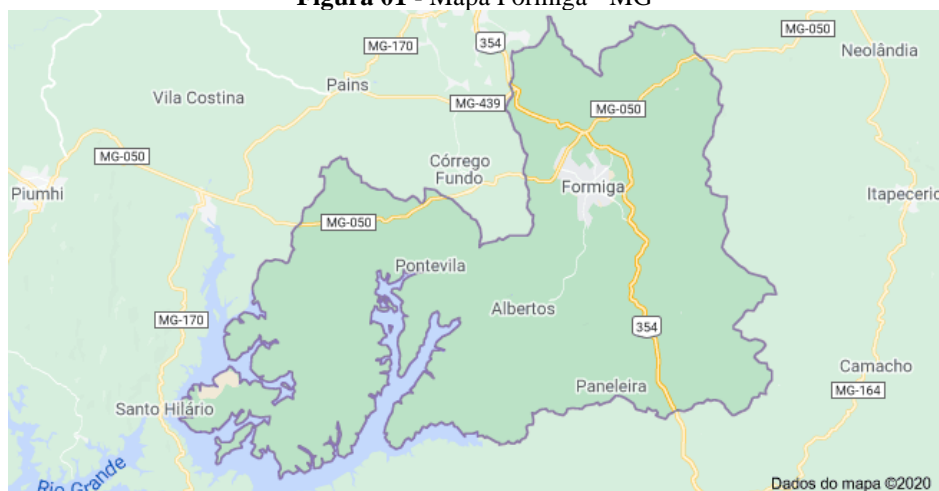 Figura 01 - Mapa Formiga - MG
354
MG-050
MG-170
Neolândia
Pains
Vila Costina
MG-439
MG-050
MG-050
Córrego
Fundo
Piumhi
Formiga
Itapeceric
MG-050
Pontevila
Albertos
MG-170
354
Camacho
Paneleira
MG-164
Santo Hilário
Rio Grande
Dados do mapa ©2020